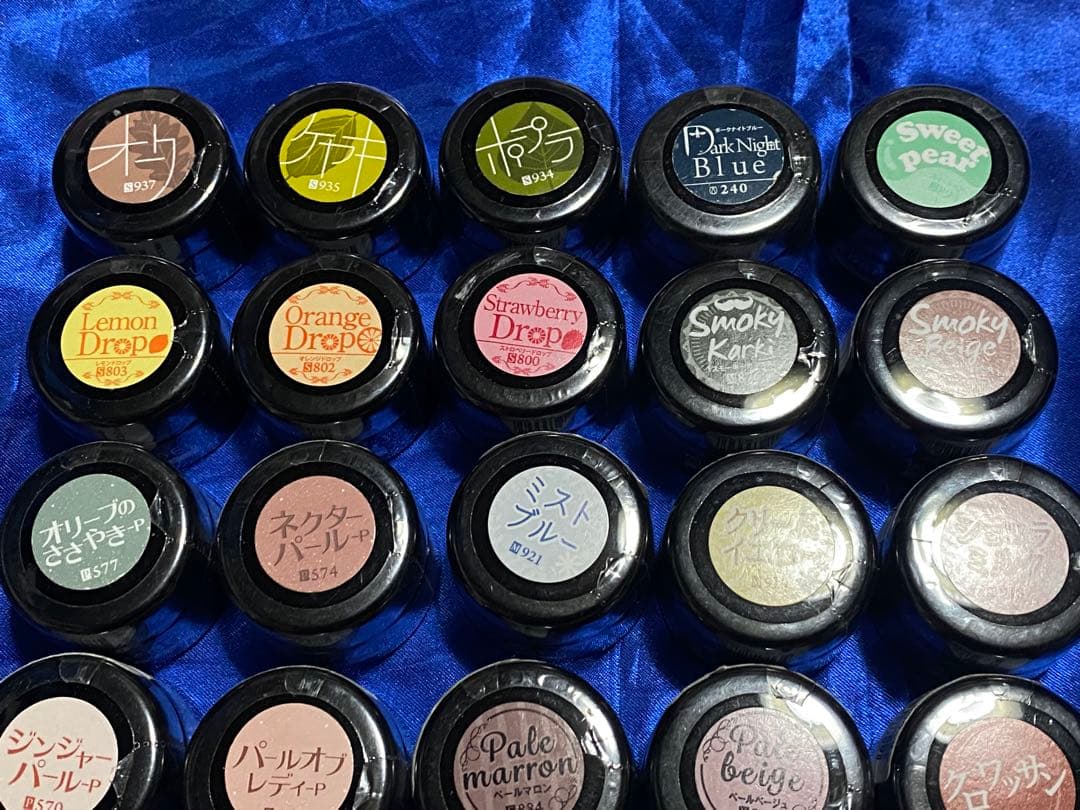 オーク
S937
ケヤキ
S935
ポプラ
S934
ダークナイトブルー
Dark Night
Blue
240
Sweet
pear
Lemon
Drop
レモンドロップ
S803
Orange
Drop
オレンジドロップ
S802
Strawberry
Drop
ストロベリードロップ
S800
Smoky
Smoky
オリーブの
ささやき-P
P577
ネクター
パール-P
P574
ミスト
ブルー
M921
ジンジャー
パール-P
P570
パールオブ
レディ-P
Pale
marron
ペールマロン
Pale
beige
ペールベージュ
クロワッサン